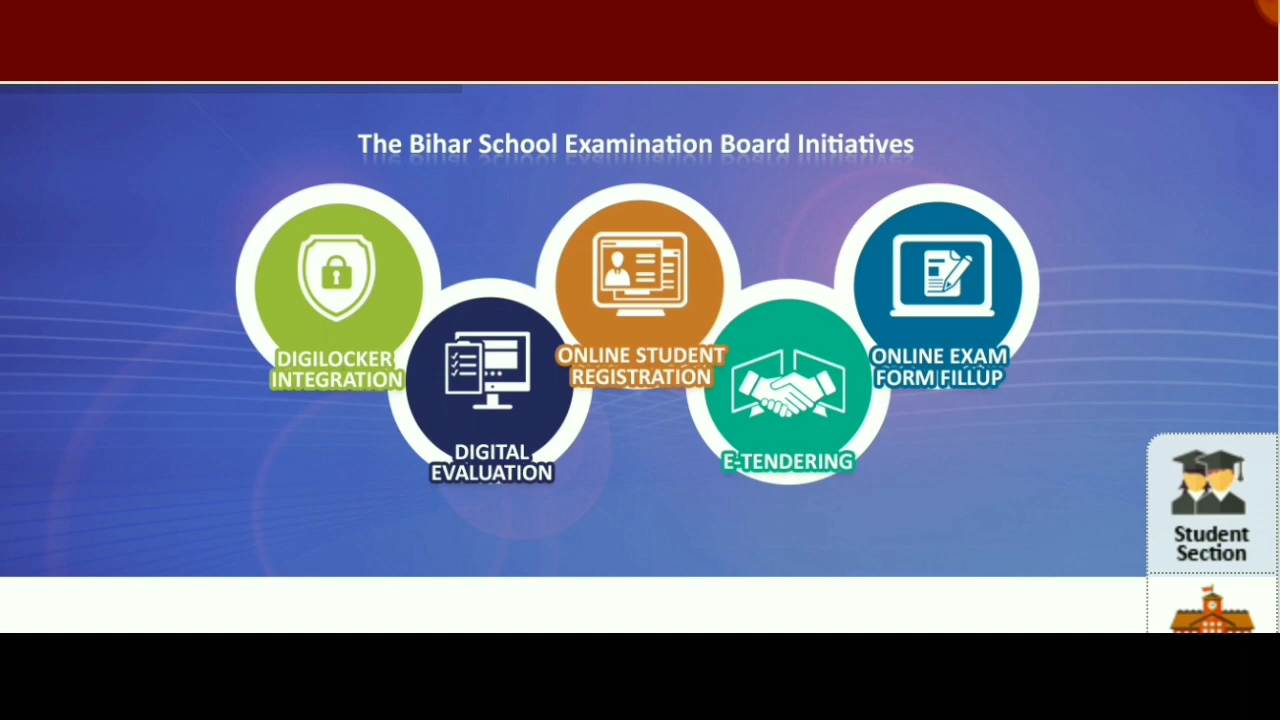 The Bihar School Examination Board Initiatives
DIGILOCKER
INTEGRATION
DIGITAL
EVALUATION
ONLINE STUDENT
REGISTRATION
E-TENDERING
ONLINE EXAM
FORM FILLUP
Student
Section